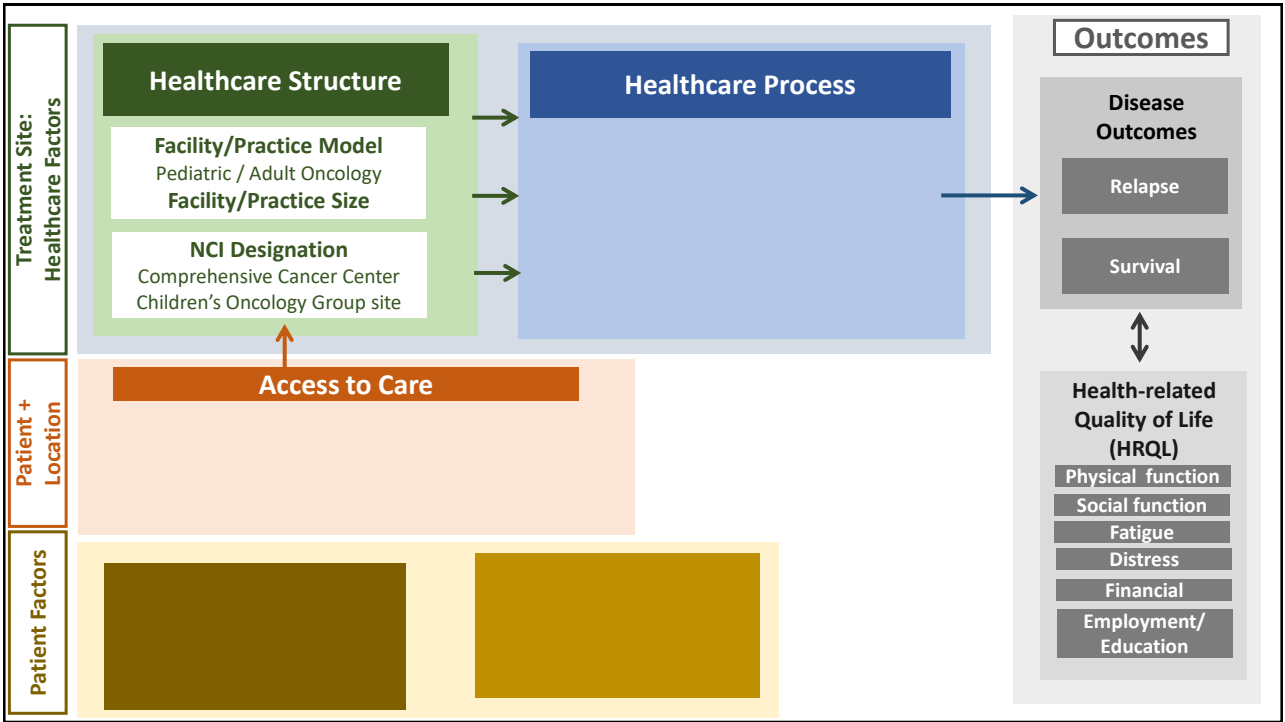 Treatment Site:
Healthcare Factors
Healthcare Structure
Facility/Practice Model
Pediatric / Adult Oncology
Facility/Practice Size
NCI Designation
Comprehensive Cancer Center
Children’s Oncology Group site
Healthcare Process
Patient +
Location
Access to Care
Patient Factors
Outcomes
Disease
Outcomes
Relapse
Survival
Health-related
Quality of Life
(HRQL)
Physical function
Social function
Fatigue
Distress
Financial
Employment/
Education